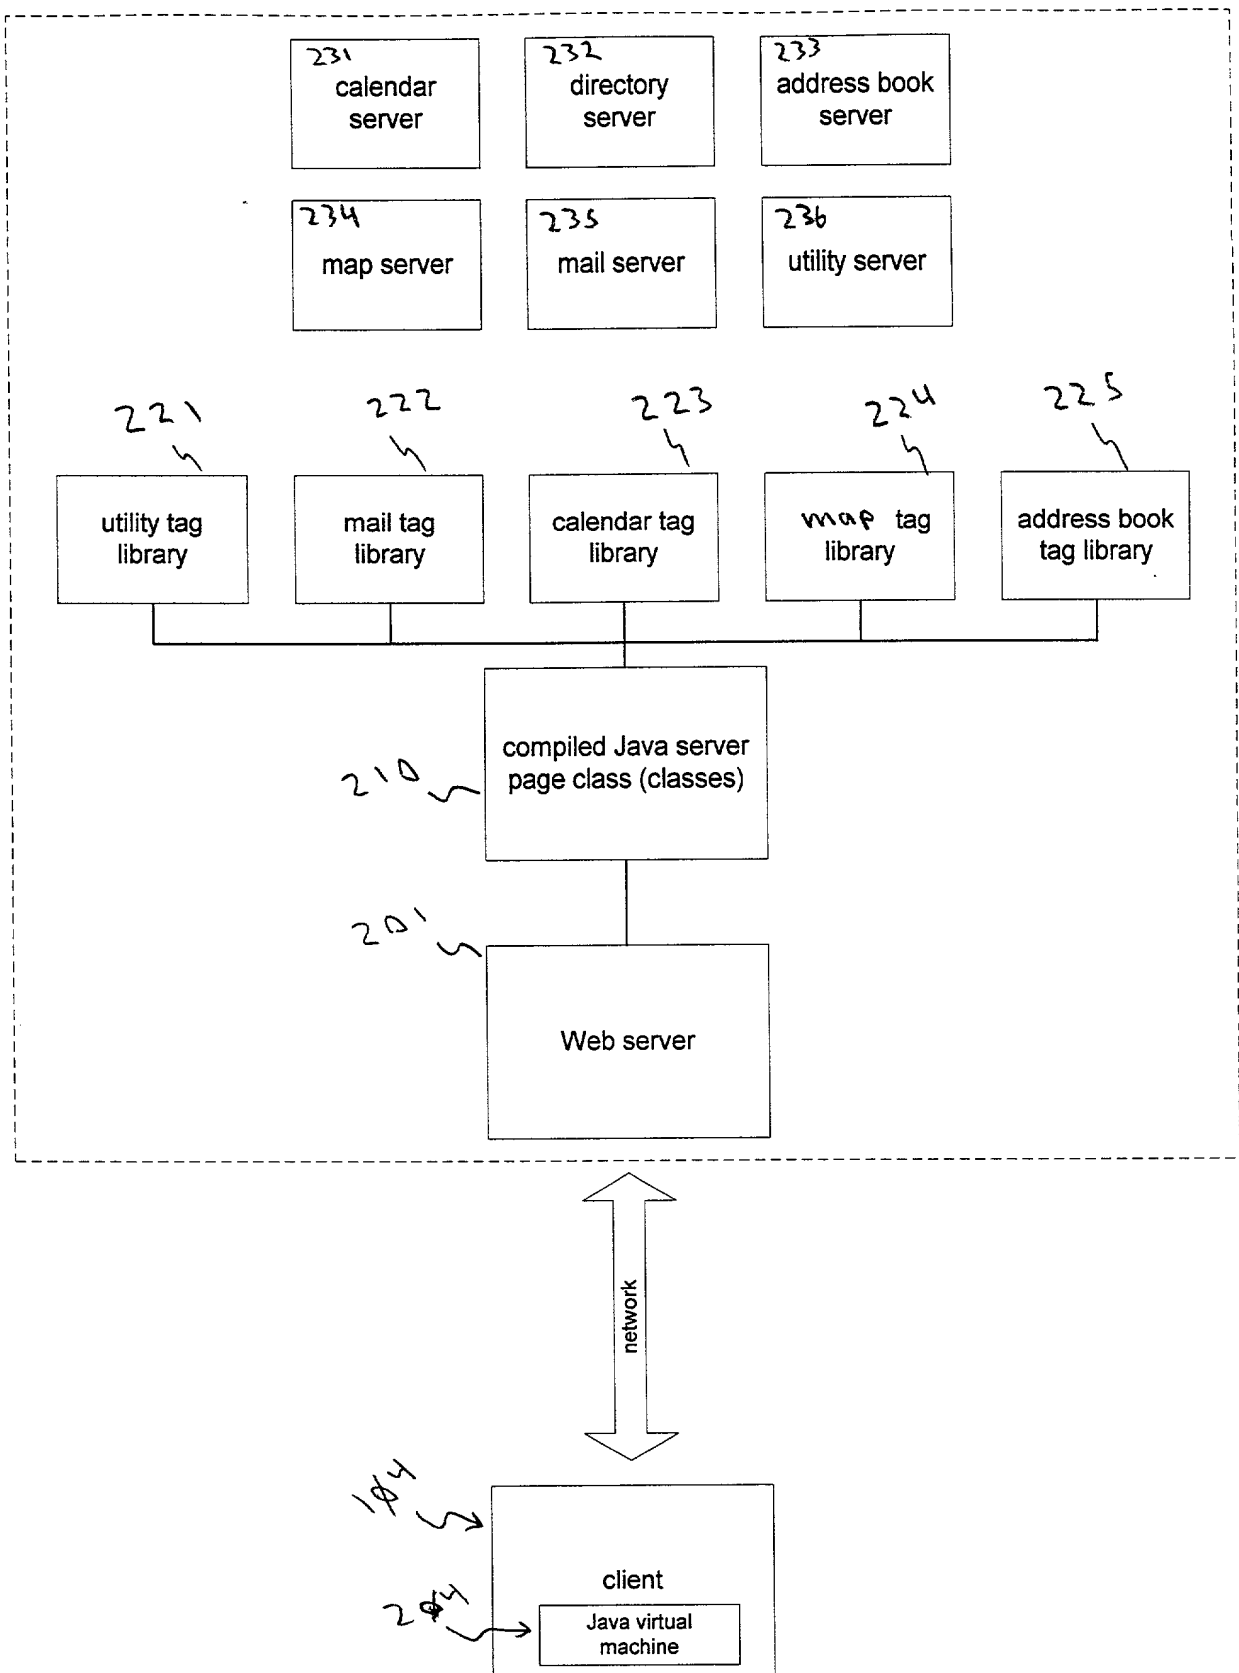 231
calendar
server
232
directory
server
233
address book
server
234
map server
235
mail server
236
utility server
221
222
223
224
225
utility tag
library
mail tag
library
calendar tag
library
map tag
library
address book
tag library
210
compiled Java server
page class (classes)
201
Web server
network
104
client
204
Java virtual
machine